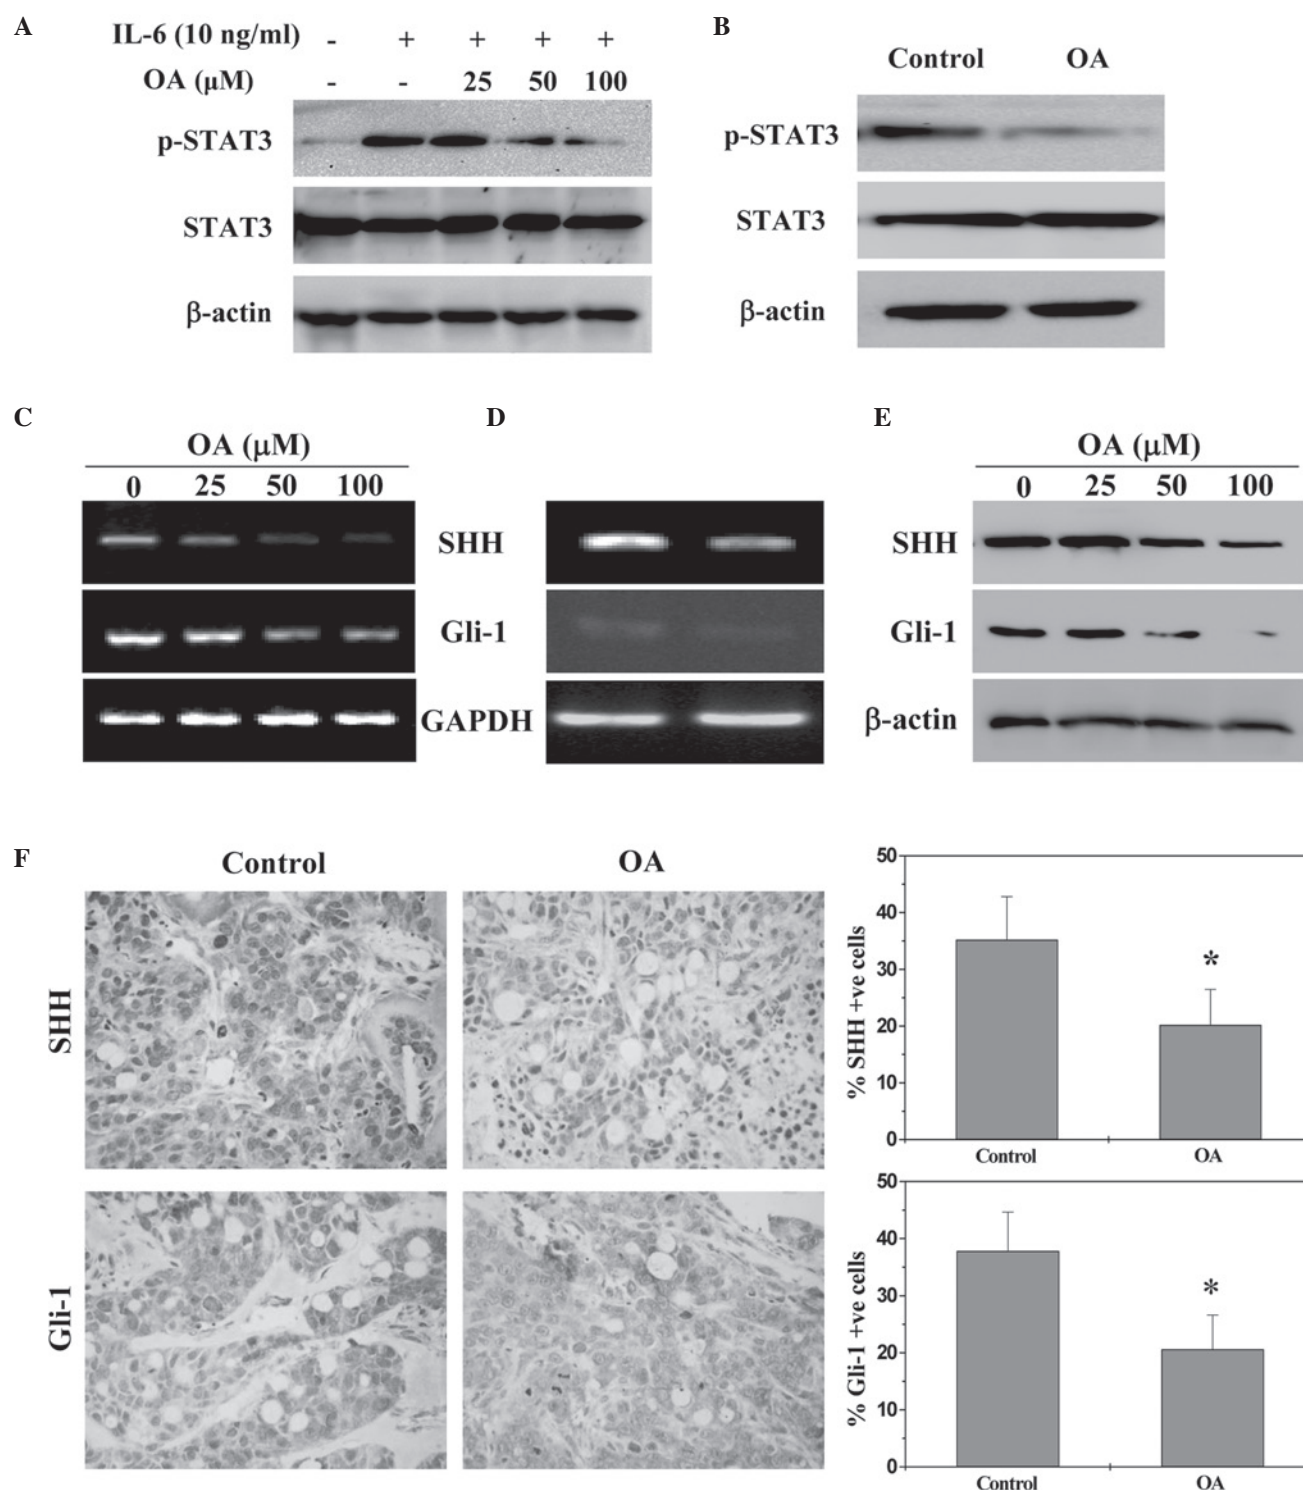 A
IL-6 (10 ng/ml) - + + + +
OA (μM) - - 25 50 100
p-STAT3
STAT3
β-actin
B
Control OA
p-STAT3
STAT3
β-actin
C
OA (μM)
0 25 50 100
D
SHH
Gli-1
GAPDH
E
OA (μM)
0 25 50 100
SHH
Gli-1
β-actin
F
Control OA
SHH
Gli-1
50
40
30
20
10
0
% SHH +ve cells
*
Control OA
50
40
30
20
10
0
% Gli-1 +ve cells
*
Control OA